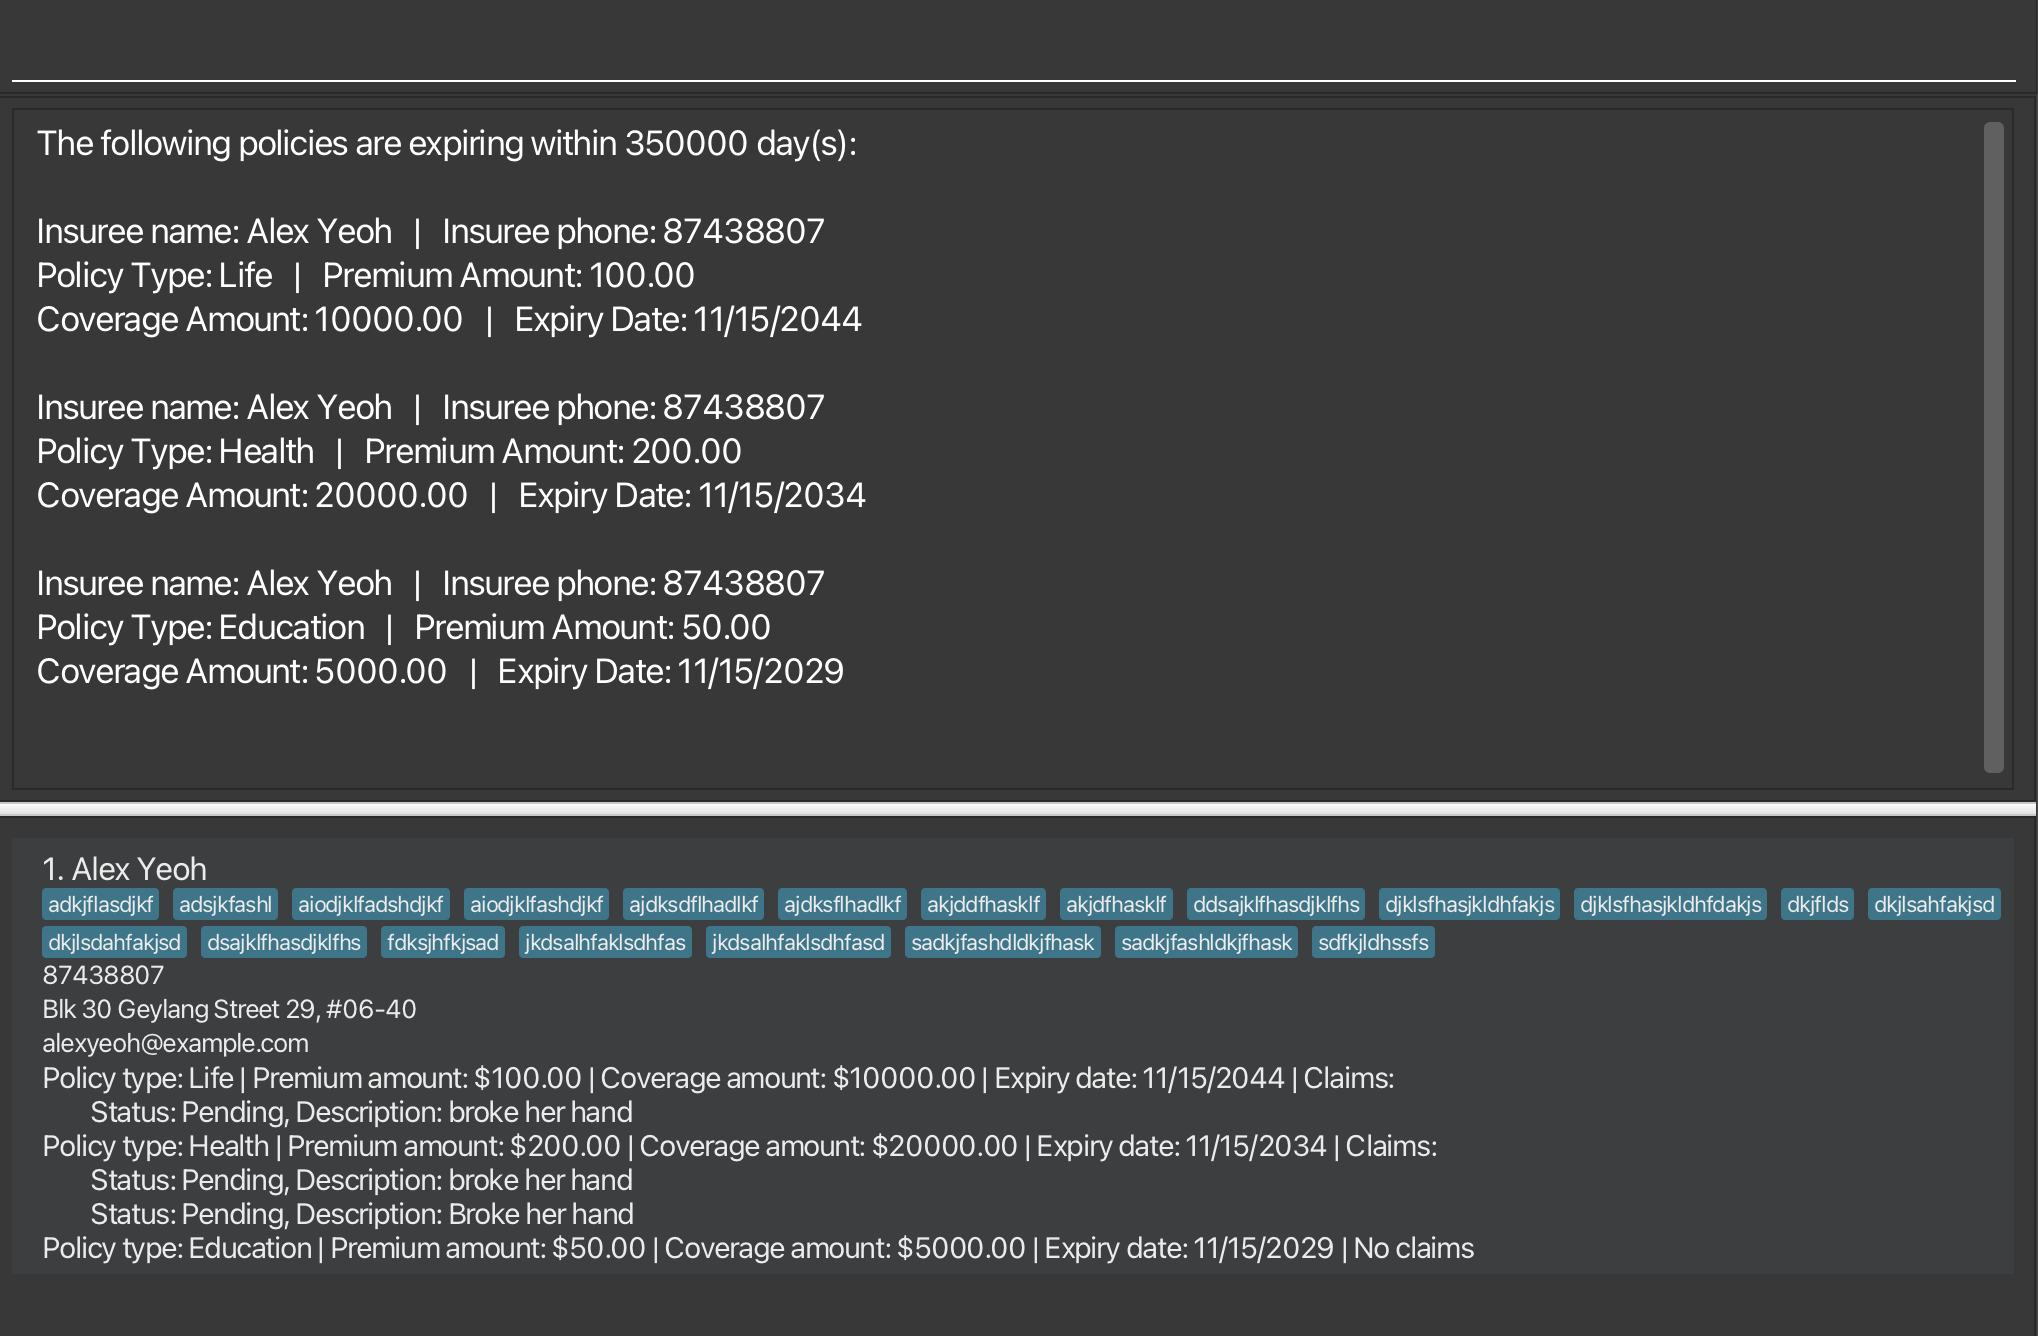 The following policies are expiring within 350000 day(s):
Insuree name: Alex Yeoh | Insuree phone: 87438807
Policy Type: Life | Premium Amount: 100.00
Coverage Amount: 10000.00 | Expiry Date: 11/15/2044
Insuree name: Alex Yeoh | Insuree phone: 87438807
Policy Type: Health | Premium Amount: 200.00
Coverage Amount: 20000.00 | Expiry Date: 11/15/2034
Insuree name: Alex Yeoh | Insuree phone: 87438807
Policy Type: Education | Premium Amount: 50.00
Coverage Amount: 5000.00 | Expiry Date: 11/15/2029
1. Alex Yeoh
adkjflasdjkf adsjkfashl aiodjklfadshdjkf aiodjklfashdjkf ajdksdflhadlkf ajdksflhadlkf akjddfhasklf akjdfhasklf ddsajklfhasdjklfhs djklsfhasjkldhfakjs djklsfhasjkldhfdakjs dkjflds dkjlsahfakjsd
dkjlsdahfakjsd dsajklfhasdjklfhs fdksjhfkjsad jkdsalhfaklsdhfas jkdsalhfaklsdhfasd sadkjfashdldkjfhask sadkjfashldkjfhask sdfkjldhssfs
87438807
Blk 30 Geylang Street 29, #06-40
alexyeoh@example.com
Policy type: Life | Premium amount: $100.00 | Coverage amount: $10000.00 | Expiry date: 11/15/2044 | Claims:
Status: Pending, Description: broke her hand
Policy type: Health | Premium amount: $200.00 | Coverage amount: $20000.00 | Expiry date: 11/15/2034 | Claims:
Status: Pending, Description: broke her hand
Status: Pending, Description: Broke her hand
Policy type: Education | Premium amount: $50.00 | Coverage amount: $5000.00 | Expiry date: 11/15/2029 | No claims